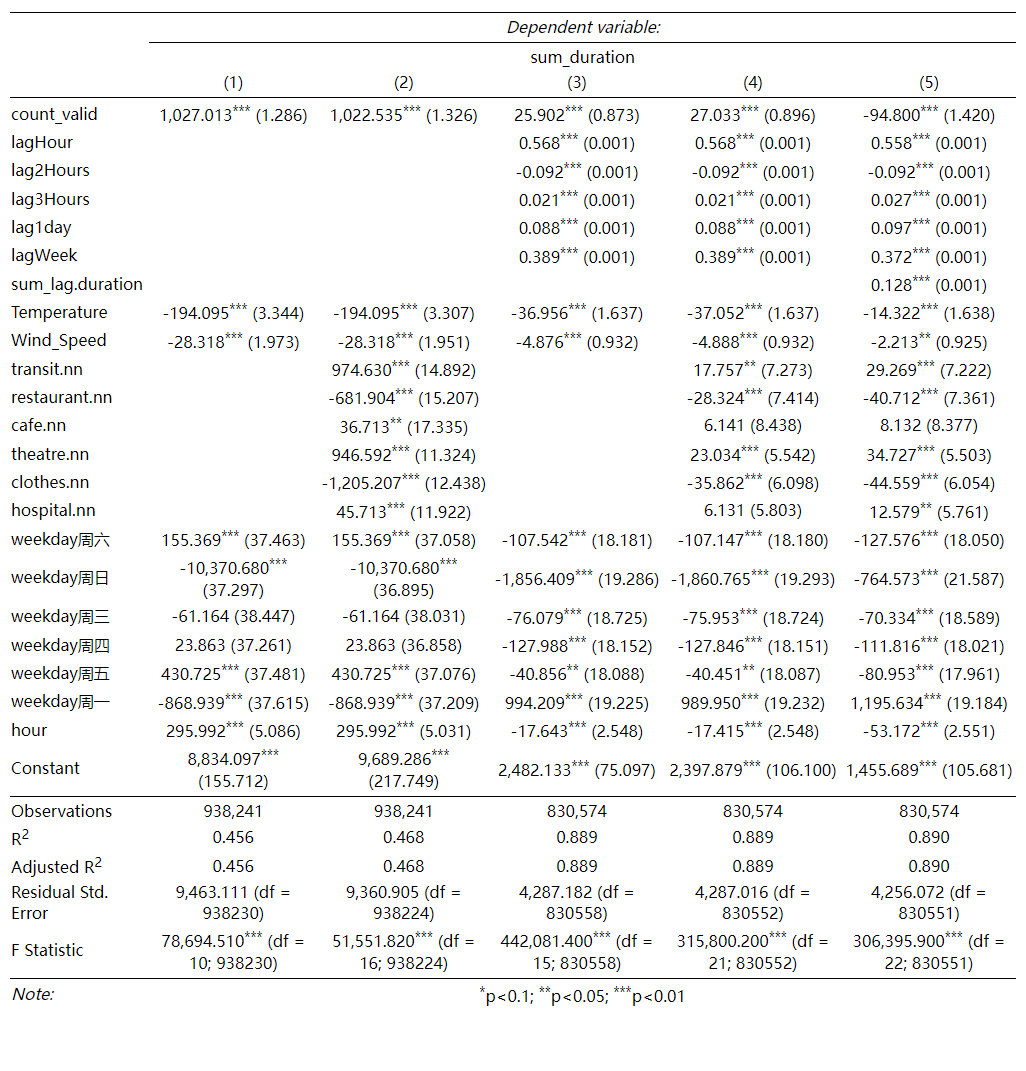 Dependent variable:
sum_duration
(1) (2) (3) (4) (5)
count_valid 1,027.013*** (1.286) 1,022.535*** (1.326) 25.902*** (0.873) 27.033*** (0.896) -94.800*** (1.420)
lagHour 0.568*** (0.001) 0.568*** (0.001) 0.558*** (0.001)
lag2Hours -0.092*** (0.001) -0.092*** (0.001) -0.092*** (0.001)
lag3Hours 0.021*** (0.001) 0.021*** (0.001) 0.027*** (0.001)
lag1day 0.088*** (0.001) 0.088*** (0.001) 0.097*** (0.001)
lagWeek 0.389*** (0.001) 0.389*** (0.001) 0.372*** (0.001)
sum_lag.duration 0.128*** (0.001)
Temperature -194.095*** (3.344) -194.095*** (3.307) -36.956*** (1.637) -37.052*** (1.637) -14.322*** (1.638)
Wind_Speed -28.318*** (1.973) -28.318*** (1.951) -4.876*** (0.932) -4.888*** (0.932) -2.213** (0.925)
transit.nn 974.630*** (14.892) 17.757** (7.273) 29.269*** (7.222)
restaurant.nn -681.904*** (15.207) -28.324*** (7.414) -40.712*** (7.361)
cafe.nn 36.713** (17.335) 6.141 (8.438) 8.132 (8.377)
theatre.nn 946.592*** (11.324) 23.034*** (5.542) 34.727*** (5.503)
clothes.nn -1,205.207*** (12.438) -35.862*** (6.098) -44.559*** (6.054)
hospital.nn 45.713*** (11.922) 6.131 (5.803) 12.579** (5.761)
weekday周六 155.369*** (37.463) 155.369*** (37.058) -107.542*** (18.181) -107.147*** (18.180) -127.576*** (18.050)
weekday周日 -10,370.680*** (37.297) -10,370.680*** (36.895) -1,856.409*** (19.286) -1,860.765*** (19.293) -764.573*** (21.587)
weekday周三 -61.164 (38.447) -61.164 (38.031) -76.079*** (18.725) -75.953*** (18.724) -70.334*** (18.589)
weekday周四 23.863 (37.261) 23.863 (36.858) -127.988*** (18.152) -127.846*** (18.151) -111.816*** (18.021)
weekday周五 430.725*** (37.481) 430.725*** (37.076) -40.856** (18.088) -40.451** (18.087) -80.953*** (17.961)
weekday周一 -868.939*** (37.615) -868.939*** (37.209) 994.209*** (19.225) 989.950*** (19.232) 1,195.634*** (19.184)
hour 295.992*** (5.086) 295.992*** (5.031) -17.643*** (2.548) -17.415*** (2.548) -53.172*** (2.551)
Constant 8,834.097*** (155.712) 9,689.286*** (217.749) 2,482.133*** (75.097) 2,397.879*** (106.100) 1,455.689*** (105.681)
Observations 938,241 938,241 830,574 830,574 830,574
R2 0.456 0.468 0.889 0.889 0.890
Adjusted R2 0.456 0.468 0.889 0.889 0.890
Residual Std. Error 9,463.111 (df = 938230) 9,360.905 (df = 938224) 4,287.182 (df = 830558) 4,287.016 (df = 830552) 4,256.072 (df = 830551)
F Statistic 78,694.510*** (df = 10; 938230) 51,551.820*** (df = 16; 938224) 442,081.400*** (df = 15; 830558) 315,800.200*** (df = 21; 830552) 306,395.900*** (df = 22; 830551)
Note: *p<0.1; **p<0.05; ***p<0.01